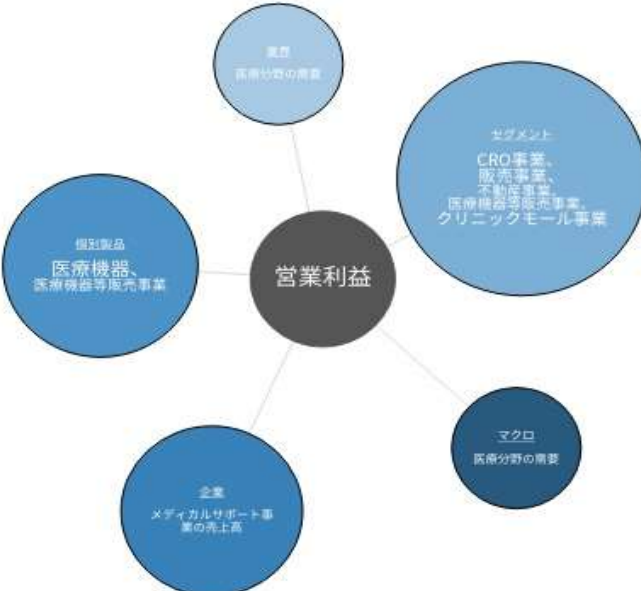 業界
医療分野の需要
セグメント
CRO事業、
販売事業、
不動産事業、
医療機器等販売事業、
クリニックモール事業
個別製品
医療機器、
医療機器等販売事業
営業利益
マクロ
医療分野の需要
企業
メディカルサポート事
業の売上高